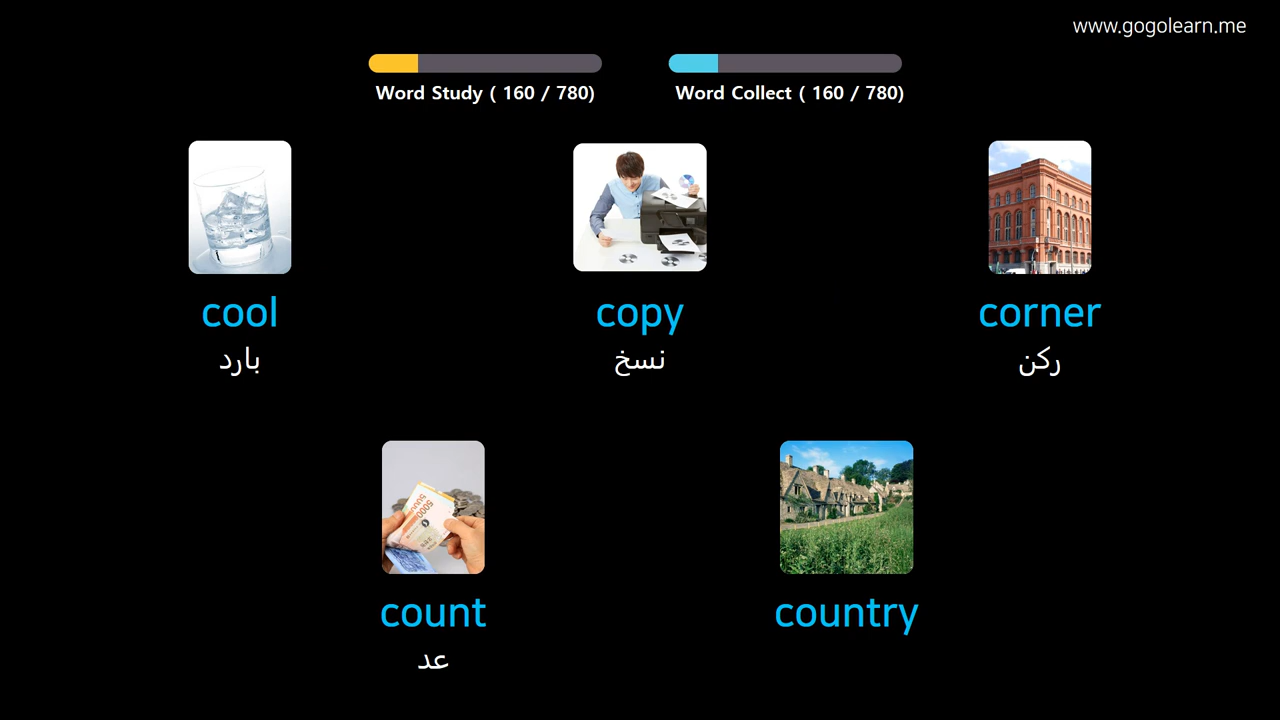 www.gogolearn.me
Word Study ( 160 / 780)
Word Collect ( 160 / 780)
cool
بارد
copy
نسخ
corner
ركن
count
عد
country